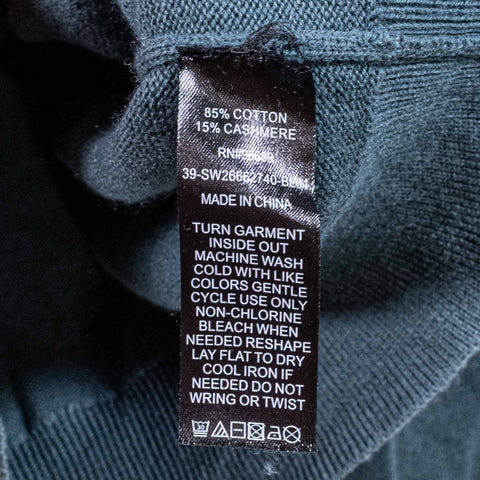 85% COTTON
15% CASHMERE
MADE IN CHINA
TURN GARMENT
INSIDE OUT
MACHINE WASH
COLD WITH LIKE
COLORS GENTLE
CYCLE USE ONLY
NON-CHLORINE
BLEACH WHEN
NEEDED RESHAPE
LAY FLAT TO DRY
COOL IRON IF
NEEDED DO NOT
WRING OR TWIST
30